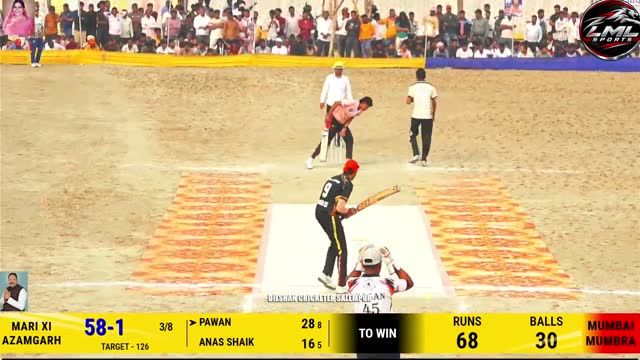 LML
SPORTS
9
DILSHAN CRICKETER SALEMPUR
45
MARI XI
AZAMGARH
58-1
3/8
TARGET - 126
PAWAN 28 8
ANAS SHAIK 16 5
TO WIN
RUNS
68
BALLS
30
MUMBAI
MUMBRA